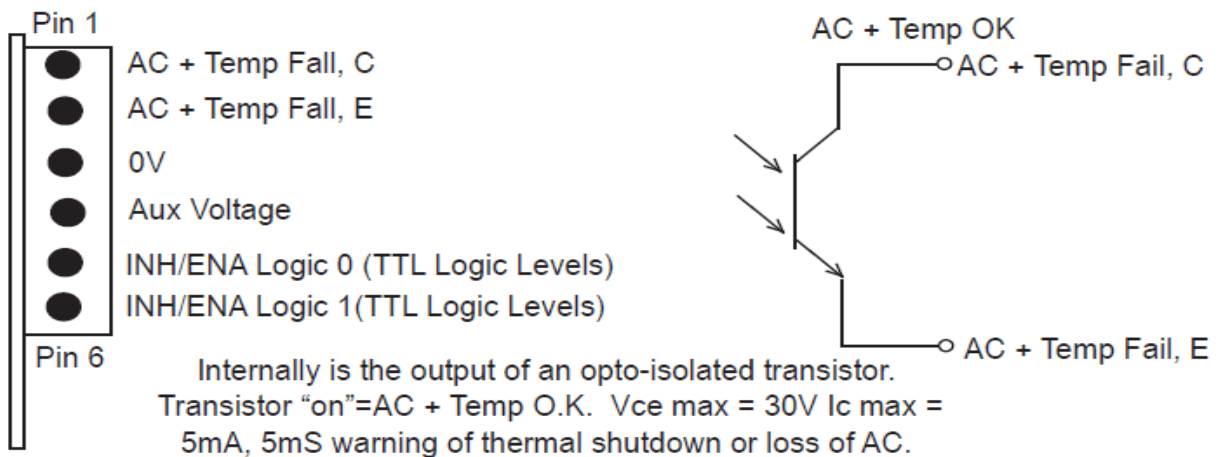 Pin 1
AC + Temp Fall, C
AC + Temp Fall, E
0V
Aux Voltage
INH/ENA Logic 0 (TTL Logic Levels)
INH/ENA Logic 1(TTL Logic Levels)
Pin 6
AC + Temp OK
AC + Temp Fail, C
AC + Temp Fail, E
Internally is the output of an opto-isolated transistor.
Transistor “on”=AC + Temp O.K. Vce max = 30V Ic max =
5mA, 5mS warning of thermal shutdown or loss of AC.